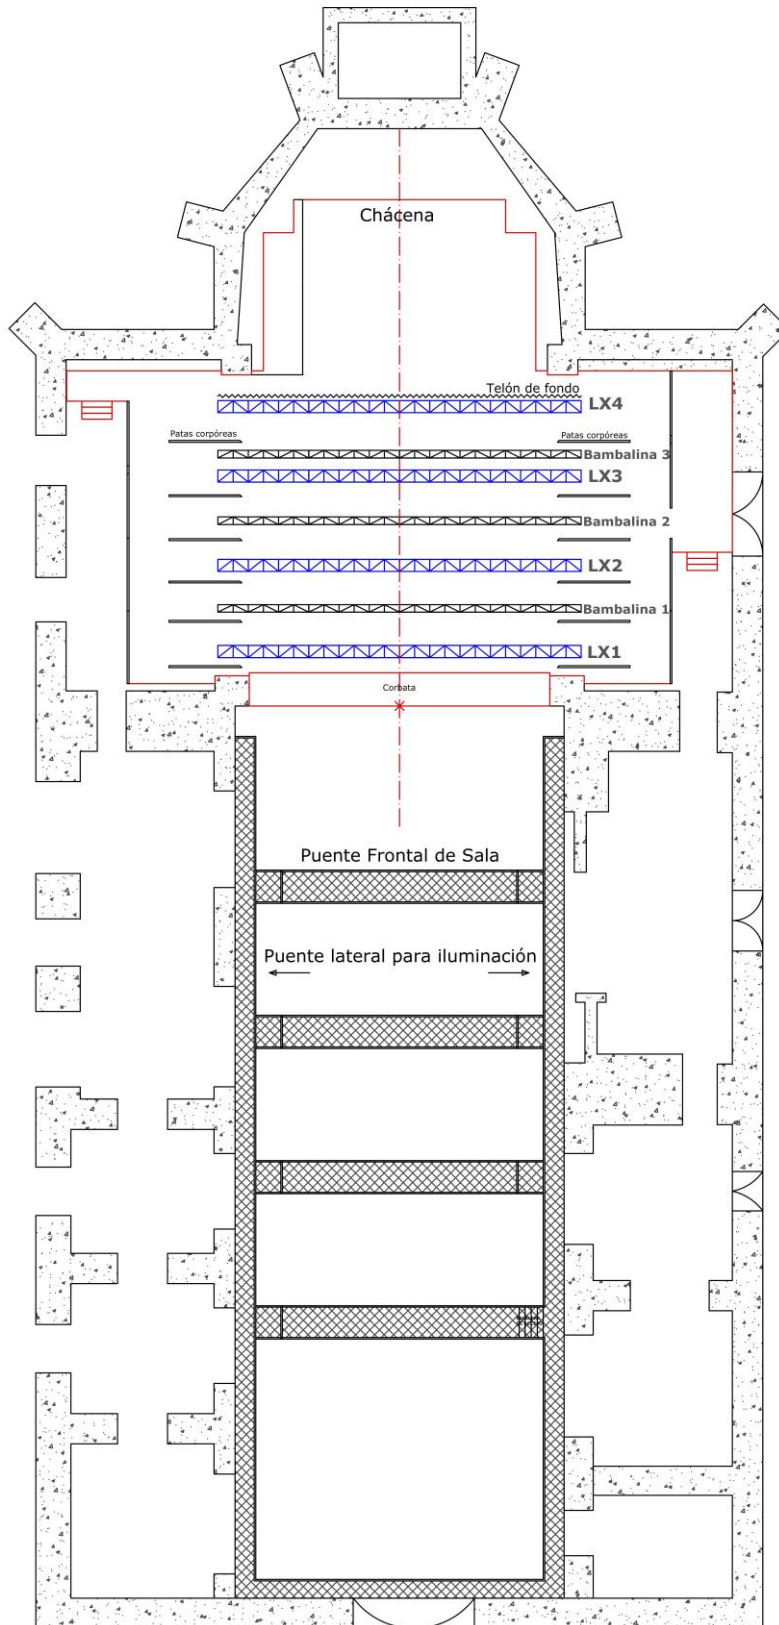 Chácena
Telón de fondo
LX4
Patas corpóreas
Patas corpóreas
Bambalina 3
LX3
Bambalina 2
LX2
Bambalina 1
LX1
Corbata
Puente Frontal de Sala
Puente lateral para iluminación